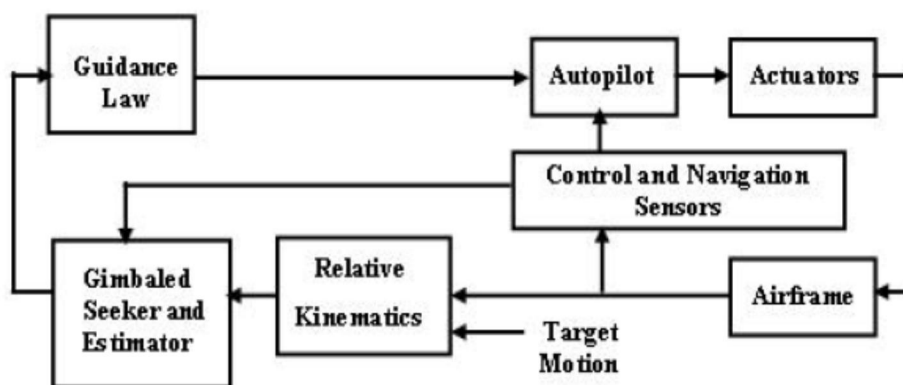 Guidance
Law
Autopilot
Actuators
Control and Navigation
Sensors
Gimbaled
Seeker and
Estimator
Relative
Kinematics
Target
Motion
Airframe